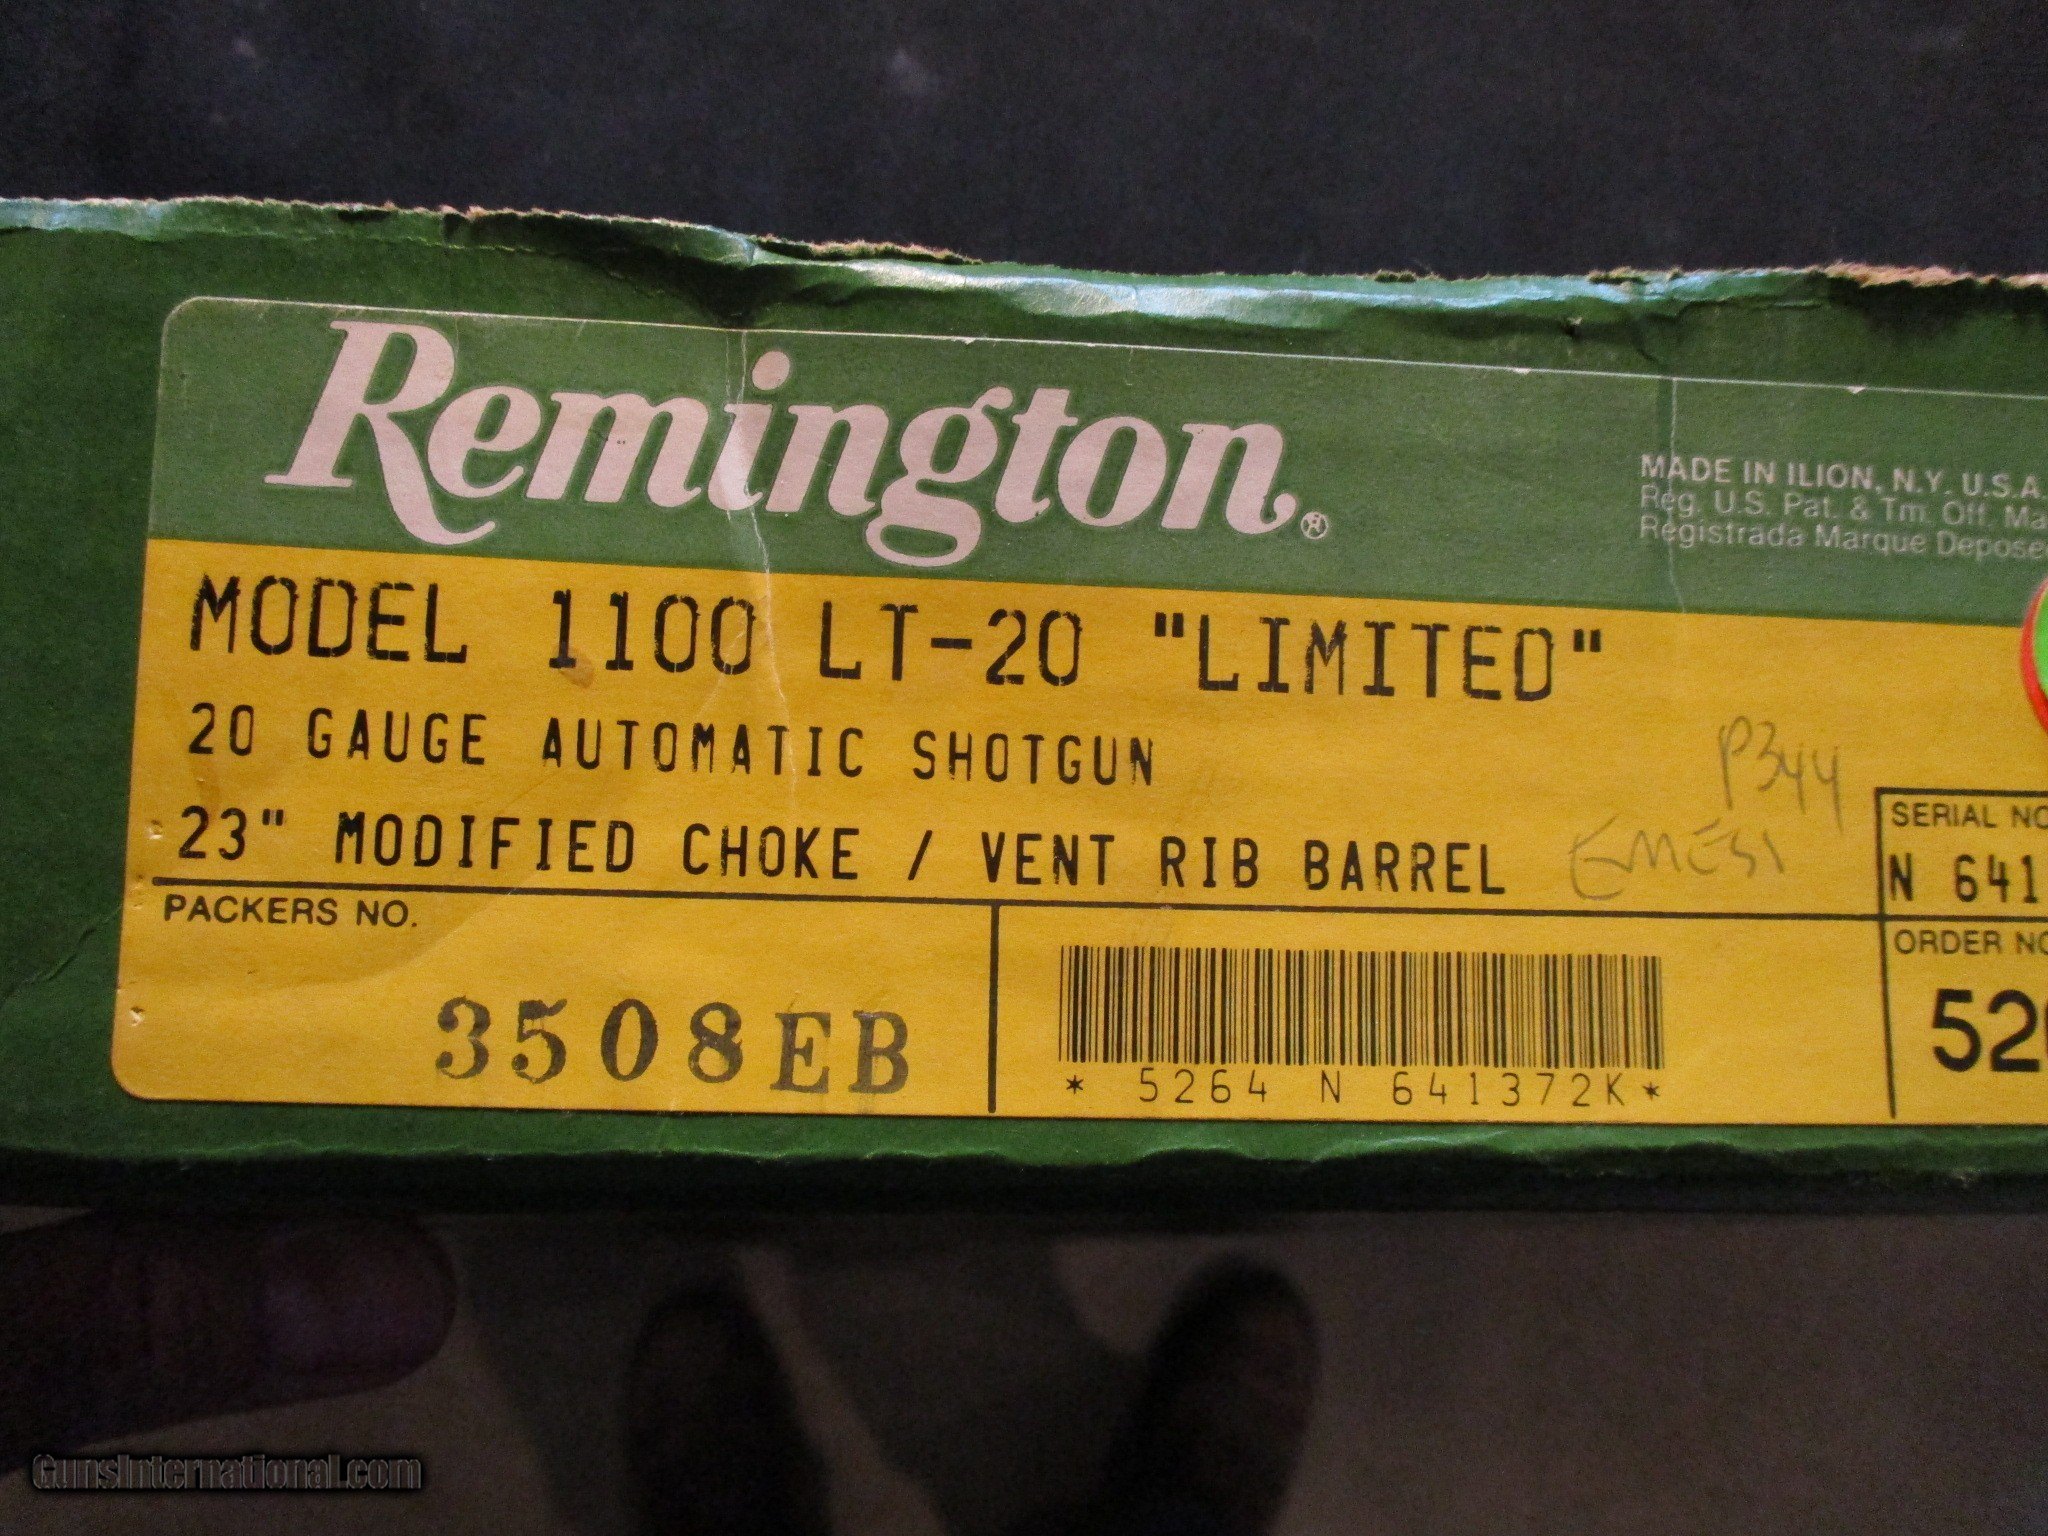 Remington®
MADE IN ILION, N.Y. U.S.A.
Reg. U.S. Pat. & Tm. Off. Ma
Registrada Marque Depose
MODEL 1100 LT-20 "LIMITED"
20 GAUGE AUTOMATIC SHOTGUN
23" MODIFIED CHOKE / VENT RIB BARREL
P344
SERIAL NO
N 641
PACKERS NO.
3508EB
* 5264 N 641372K*
ORDER NO
52
GunsInternational.com